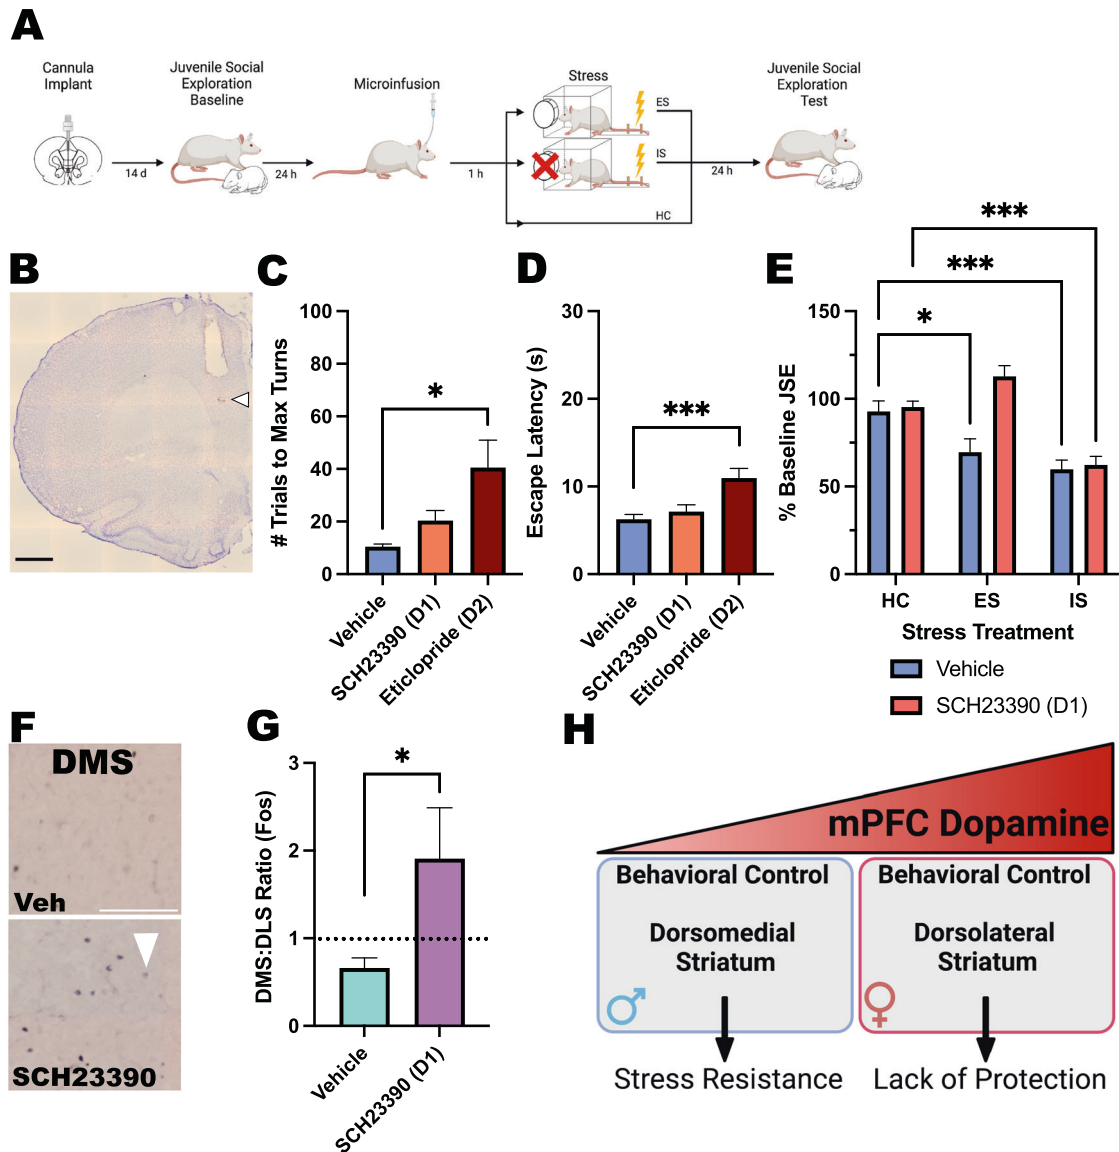 A
Cannula
Implant
Juvenile Social
Exploration
Baseline
Microinfusion
Stress
Juvenile Social
Exploration
Test
ES
IS
HC
14 d
24 h
1 h
24 h
B
C
# Trials to Max Turns
100
80
60
40
20
0
*
Vehicle
SCH23390 (D1)
Eticlopride (D2)
D
Escape Latency (s)
30
20
10
0
***
Vehicle
SCH23390 (D1)
Eticlopride (D2)
E
% Baseline JSE
150
100
50
0
***
***
*
HC
ES
IS
Stress Treatment
Vehicle
SCH23390 (D1)
F
DMS
Veh
SCH23390
G
DMS:DLS Ratio (Fos)
3
2
1
0
*
Vehicle
SCH23390 (D1)
H
mPFC Dopamine
Behavioral Control
Dorsomedial
Striatum
♂
Stress Resistance
Behavioral Control
Dorsolateral
Striatum
♀
Lack of Protection